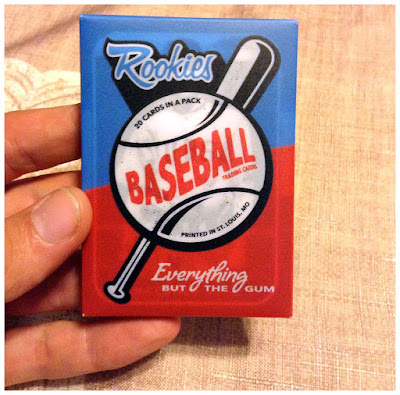 Rookies
20 CARDS IN A PACK
BASEBALL
TRADING CARDS
PRINTED IN ST. LOUIS, MO
Everything
BUT THE GUM